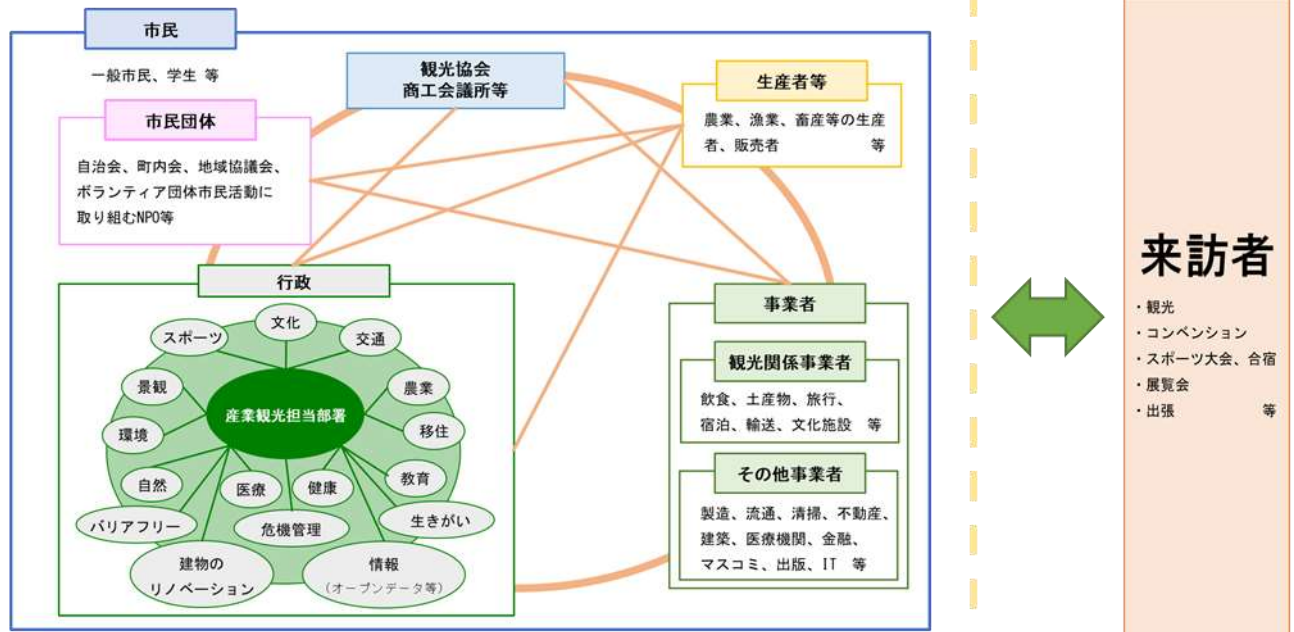 市民
一般市民、学生 等
観光協会
商工会議所等
生産者等
農業、漁業、畜産等の生産
者、販売者 等
市民団体
自治会、町内会、地域協議会、
ボランティア団体市民活動に
取り組むNPO等
行政
文化
スポーツ
交通
景観
農業
産業観光担当部署
環境
移住
自然
医療
健康
教育
バリアフリー
危機管理
生きがい
建物の
リノベーション
情報
(オープンデータ等)
事業者
観光関係事業者
飲食、土産物、旅行、
宿泊、輸送、文化施設 等
その他事業者
製造、流通、清掃、不動産、
建築、医療機関、金融、
マスコミ、出版、IT 等
来訪者
・観光
・コンベンション
・スポーツ大会、合宿
・展覧会
・出張 等